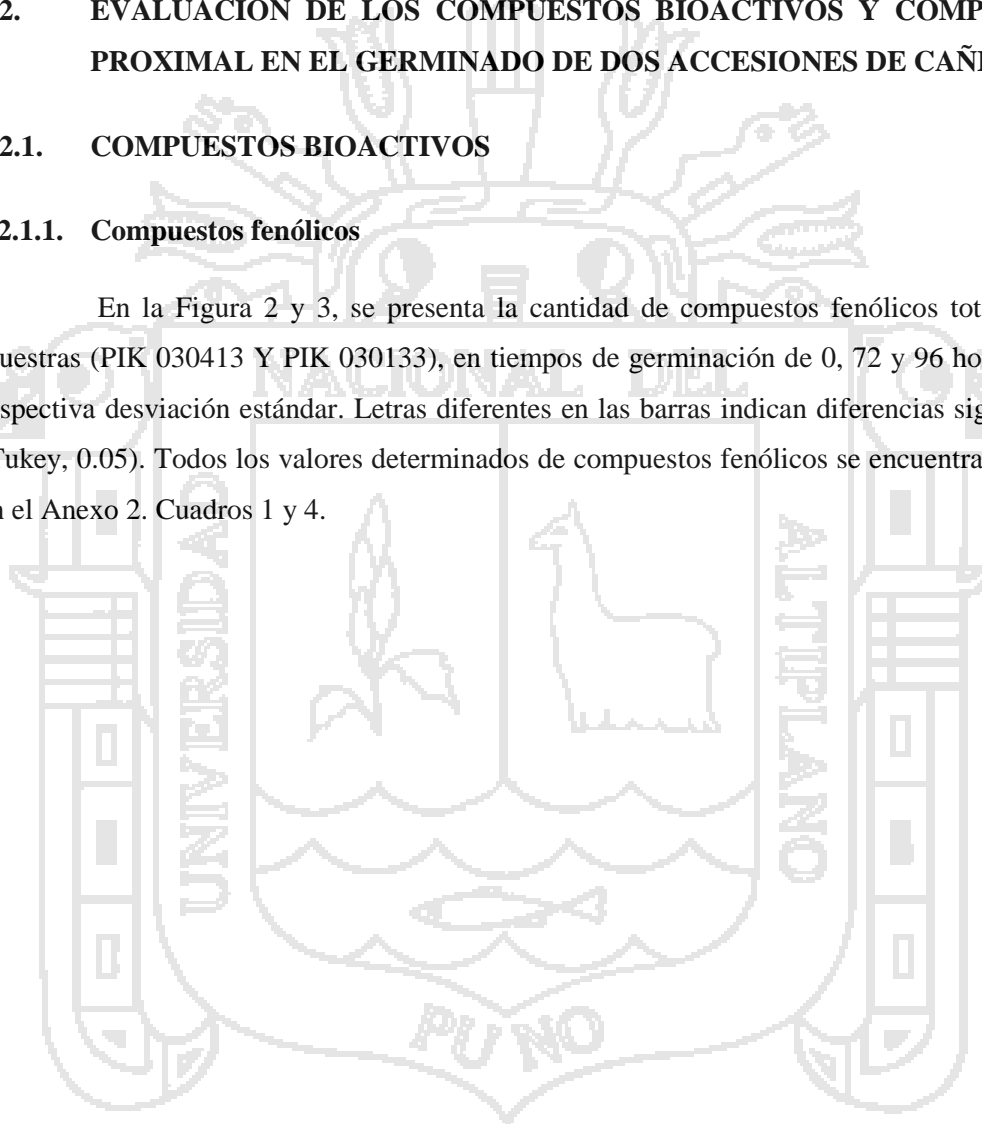 2. EVALUACIÓN DE LOS COMPUESTOS BIOACTIVOS Y COMP
PROXIMAL EN EL GERMINADO DE DOS ACCESIONES DE CAÑI
2.1. COMPUESTOS BIOACTIVOS
2.1.1. Compuestos fenólicos
En la Figura 2 y 3, se presenta la cantidad de compuestos fenólicos tot
uestras (PIK 030413 Y PIK 030133), en tiempos de germinación de 0, 72 y 96 ho
spectiva desviación estándar. Letras diferentes en las barras indican diferencias sig
Tukey, 0.05). Todos los valores determinados de compuestos fenólicos se encuentra
n el Anexo 2. Cuadros 1 y 4.
NACIONAL DEL
UNIVERSIDAD
ALTIPLANO
PUNO